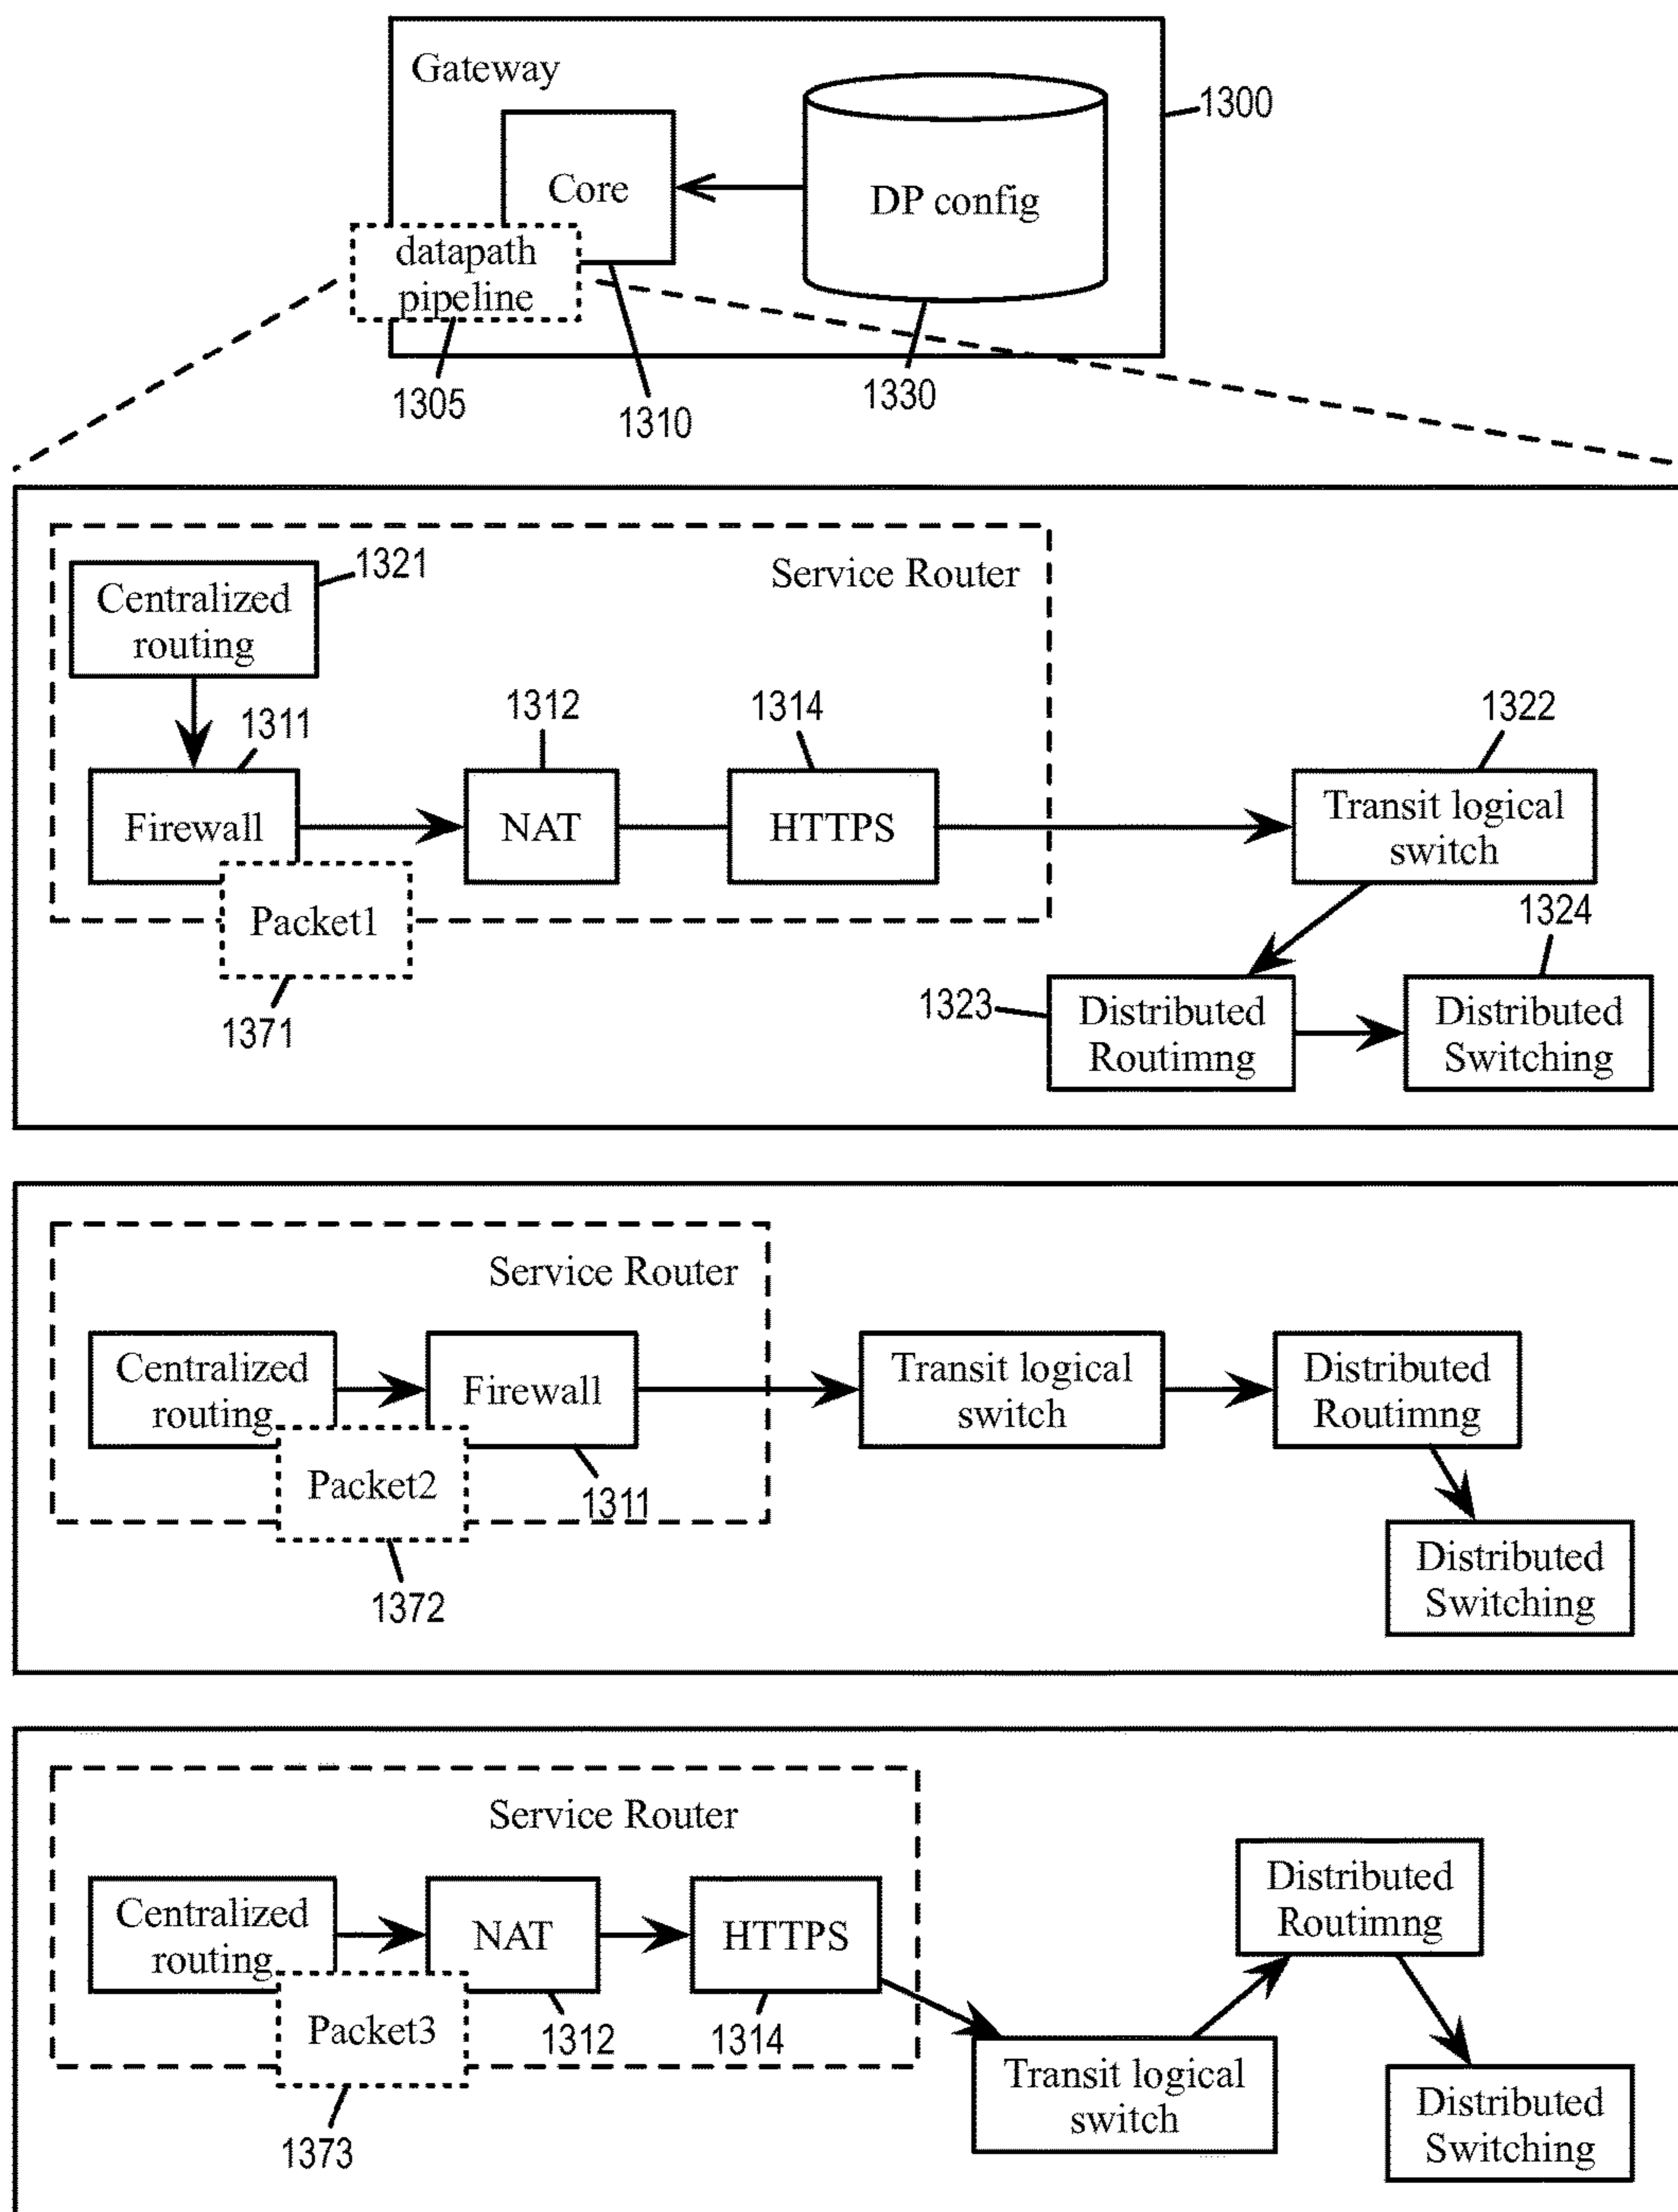 Gateway
1300
Core
DP config
datapath
pipeline
1305
1310
1330
1321
Service Router
Centralized
routing
1311
1312
1314
1322
Firewall
NAT
HTTPS
Transit logical
switch
Packet1
1324
1323
Distributed
Routimng
Distributed
Switching
1371
Service Router
Centralized
routing
Firewall
Transit logical
switch
Distributed
Routimng
Packet2
1311
Distributed
Switching
1372
Service Router
Distributed
Routimng
Centralized
routing
NAT
HTTPS
Packet3
1312
1314
Transit logical
switch
Distributed
Switching
1373